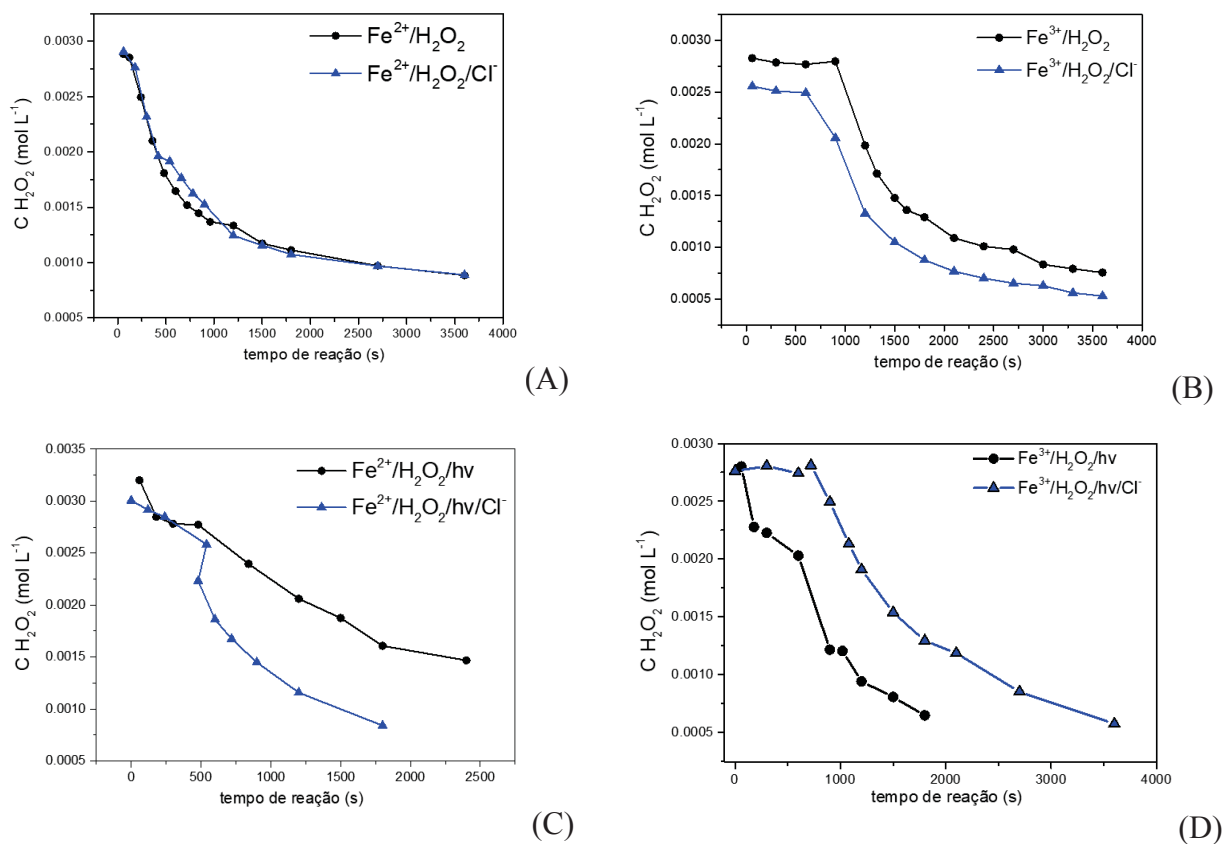 0.0030
0.0025
0.0020
0.0015
0.0010
0.0005
C H₂O₂ (mol L⁻¹)
Fe²⁺/H₂O₂
Fe²⁺/H₂O₂/Cl⁻
0 500 1000 1500 2000 2500 3000 3500 4000
tempo de reação (s)
(A)
0.0030
0.0025
0.0020
0.0015
0.0010
0.0005
C H₂O₂ (mol L⁻¹)
Fe³⁺/H₂O₂
Fe³⁺/H₂O₂/Cl⁻
0 500 1000 1500 2000 2500 3000 3500 4000
tempo de reação (s)
(B)
0.0035
0.0030
0.0025
0.0020
0.0015
0.0010
0.0005
C H₂O₂ (mol L⁻¹)
Fe²⁺/H₂O₂/hv
Fe²⁺/H₂O₂/hv/Cl⁻
0 500 1000 1500 2000 2500
tempo de reação (s)
(C)
0.0030
0.0025
0.0020
0.0015
0.0010
0.0005
C H₂O₂ (mol L⁻¹)
Fe³⁺/H₂O₂/hv
Fe³⁺/H₂O₂/hv/Cl⁻
0 1000 2000 3000 4000
tempo de reação (s)
(D)